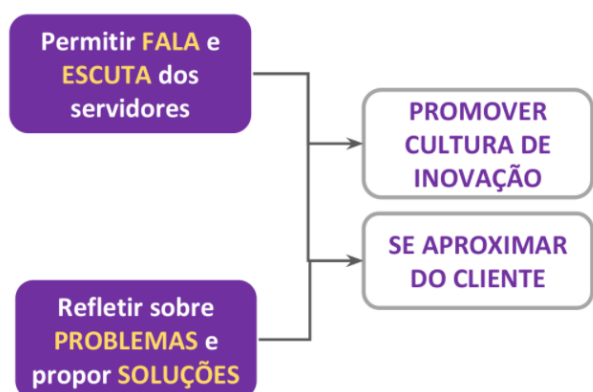 Permitir FALA e
ESCUTA dos
servidores
PROMOVER
CULTURA DE
INOVAÇÃO
SE APROXIMAR
DO CLIENTE
Refletir sobre
PROBLEMAS e
propor SOLUÇÕES